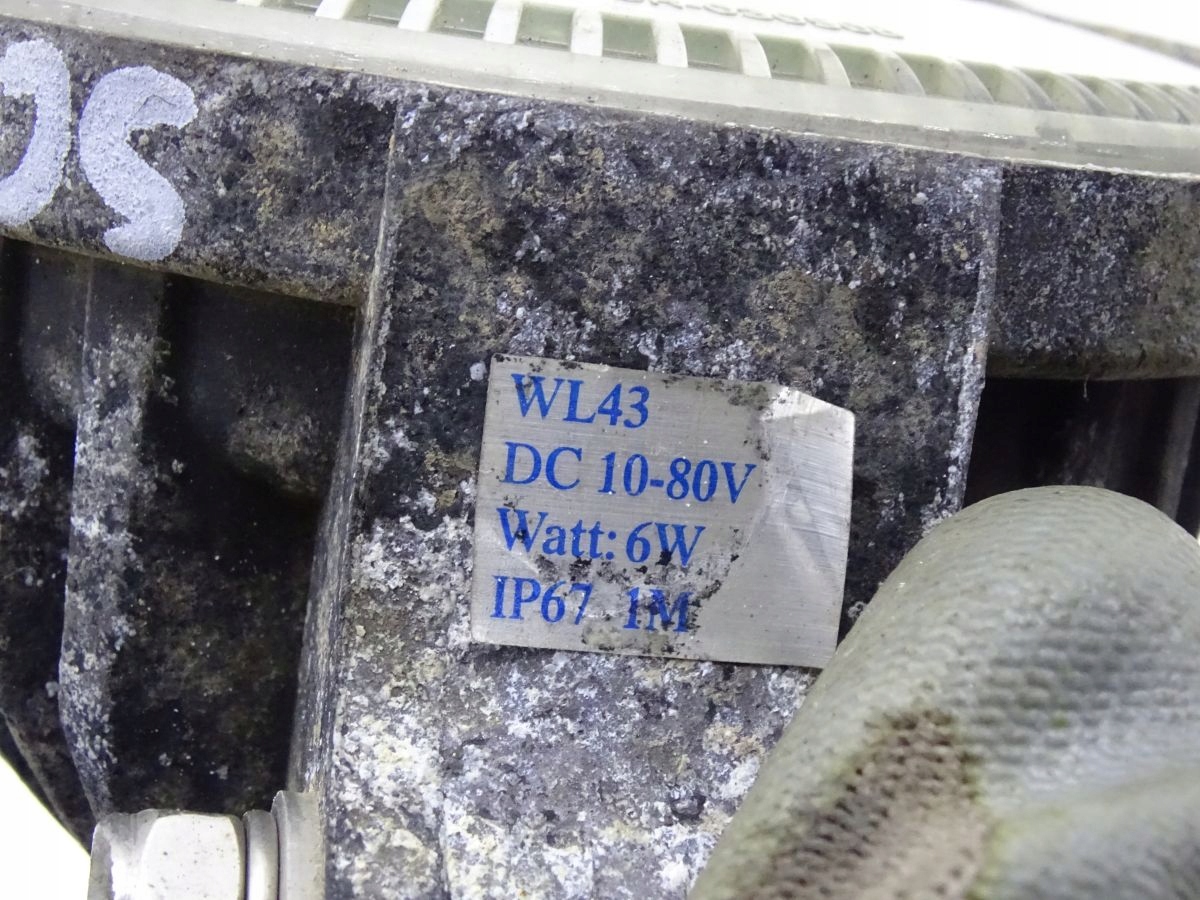 WL43
DC 10-80V
Watt: 6W
IP67 1M